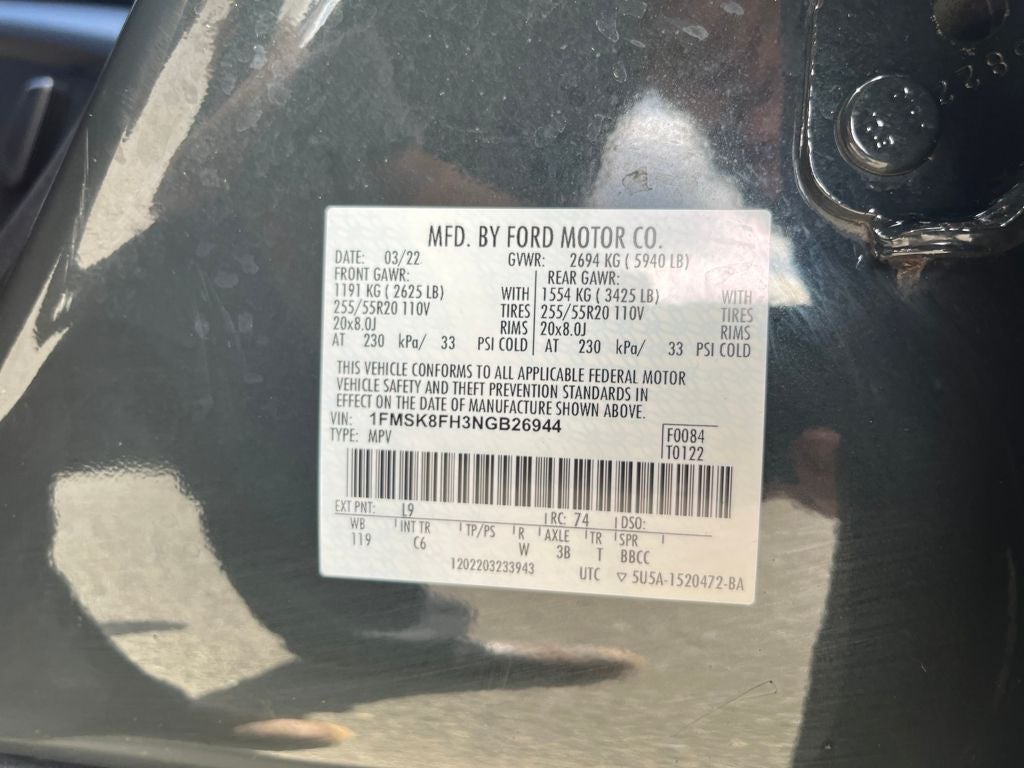 MFD. BY FORD MOTOR CO.
DATE: 03/22 GVWR: 2694 KG ( 5940 LB)
FRONT GAWR: REAR GAWR:
1191 KG ( 2625 LB) WITH 1554 KG ( 3425 LB) WITH
255/55R20 110V TIRES 255/55R20 110V TIRES
20x8.0J RIMS 20x8.0J RIMS
AT 230 kPa/ 33 PSI COLD AT 230 kPa/ 33 PSI COLD
THIS VEHICLE CONFORMS TO ALL APPLICABLE FEDERAL MOTOR
VEHICLE SAFETY AND THEFT PREVENTION STANDARDS IN
EFFECT ON THE DATE OF MANUFACTURE SHOWN ABOVE.
VIN: 1FMSK8FH3NGB26944
TYPE: MPV
F0084
T0122
EXT PNT: L9 RC: 74 DSO:
WB INT TR TP/PS R AXLE TR SPR
119 C6 W 3B T BBCC
1202203233943
UTC ▽ 5U5A-1520472-BA